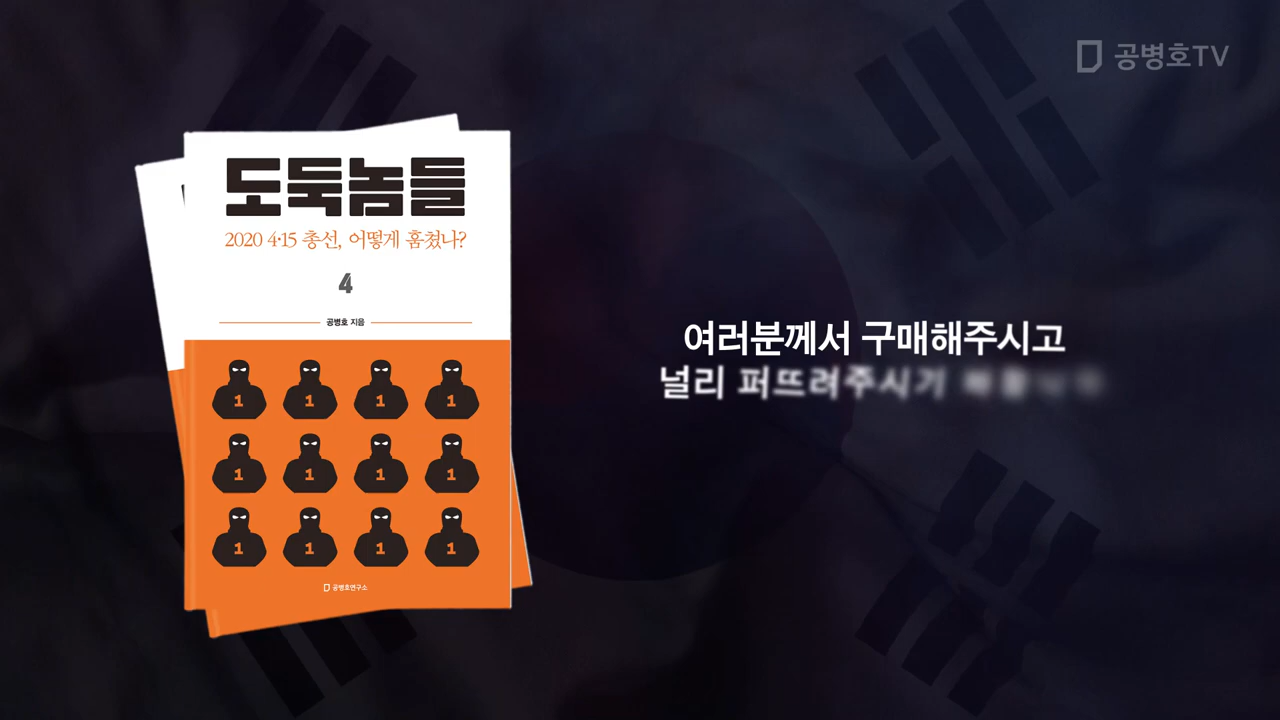 공병호TV
도둑놈들
2020 4·15 총선, 어떻게 훔쳤나?
4
공병호 지음
1 1 1 1
1 1 1 1
1 1 1 1
공병호연구소
여러분께서 구매해주시고
널리 퍼뜨려주시기